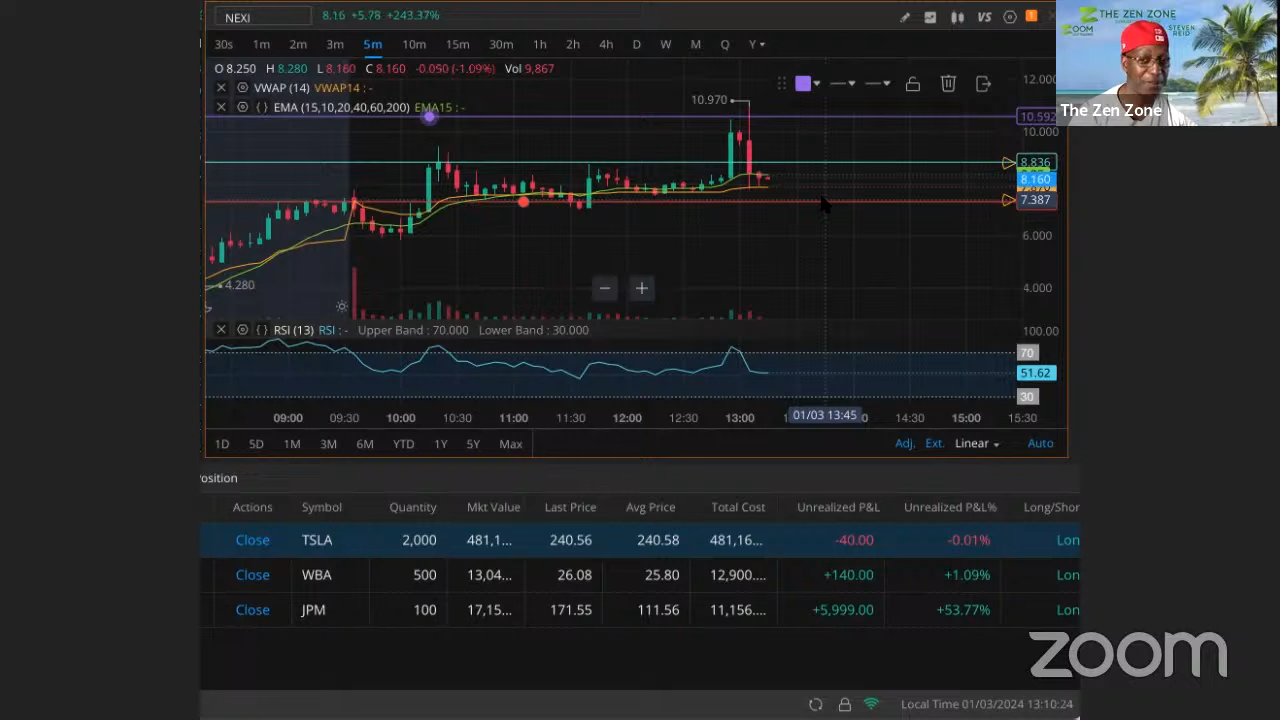 NEXI 8.16 +5.78 +243.37% VS 1
THE ZEN ZONE
ZOOM STEVEN REID
The Zen Zone
30s 1m 2m 3m 5m 10m 15m 30m 1h 2h 4h D W M Q Y
O 8.250 H 8.280 L 8.160 C 8.160 -0.090 (-1.09%) Vol 9,867
VWAP (14) VWAP14 : -
EMA (15,10,20,40,60,200) EMA15 : -
12.000
10.970
10.592
10.000
8.836
8.160
7.387
6.000
4.280
4.000
RSI (13) RSI : - Upper Band : 70.000 Lower Band : 30.000
100.00
70
51.62
30
09:00 09:30 10:00 10:30 11:00 11:30 12:00 12:30 13:00 01/03 13:45 14:30 15:00 15:30
1D 5D 1M 3M 6M YTD 1Y 5Y Max Adj. Ext. Linear Auto
osition
Actions Symbol Quantity Mkt Value Last Price Avg Price Total Cost Unrealized P&L Unrealized P&L% Long/Shor
Close TSLA 2,000 481,1... 240.56 240.58 481,16... -40.00 -0.01% Lon
Close WBA 500 13,04... 26.08 25.80 12,900.... +140.00 +1.09% Lon
Close JPM 100 17,15... 171.55 111.56 11,156.... +5,999.00 +53.77% Lon
zoom
Local Time 01/03/2024 13:10:24